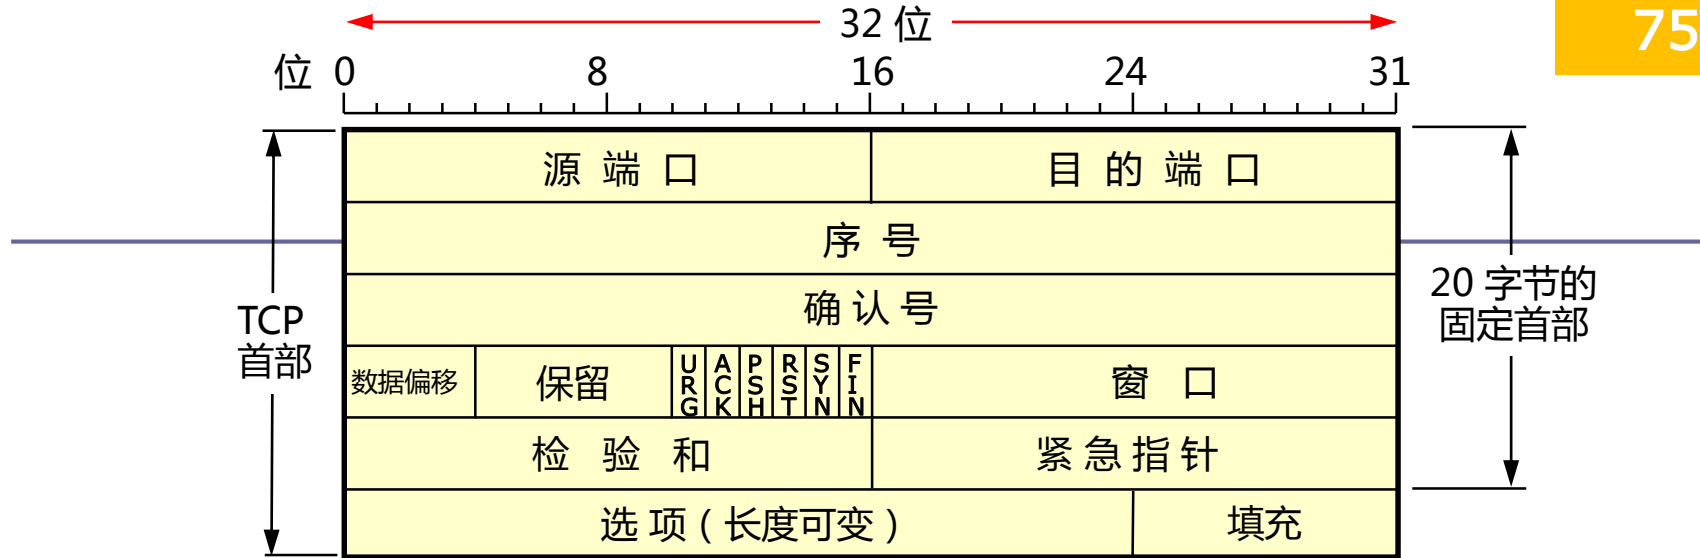 32 位
75
位 0 8 16 24 31
源 端 口
目 的 端 口
序 号
确 认 号
TCP
首部
20 字节的
固定首部
数据偏移
保留
URG
ACK
PSH
RST
SYN
FIN
窗 口
检 验 和
紧 急 指 针
选 项 ( 长度可变 )
填充